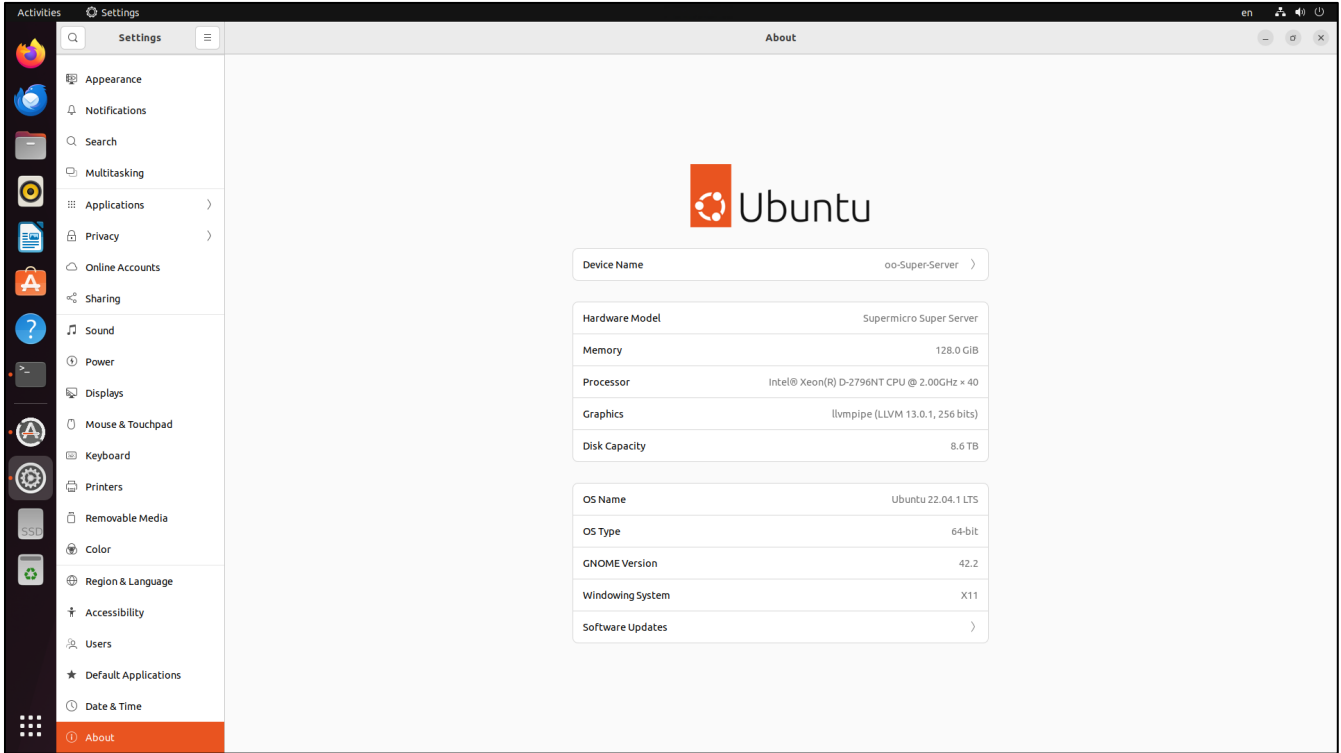 Activities
Settings
en
Settings
About
Appearance
Notifications
Search
Multitasking
Applications
Privacy
Online Accounts
Sharing
Sound
Power
Displays
Mouse & Touchpad
Keyboard
Printers
Removable Media
Color
Region & Language
Accessibility
Users
Default Applications
Date & Time
About
SSD
Ubuntu
Device Name oo-Super-Server
Hardware Model Supermicro Super Server
Memory 128.0 GiB
Processor Intel® Xeon(R) D-2796NT CPU @ 2.00GHz × 40
Graphics llvmpipe (LLVM 13.0.1, 256 bits)
Disk Capacity 8.6 TB
OS Name Ubuntu 22.04.1 LTS
OS Type 64-bit
GNOME Version 42.2
Windowing System X11
Software Updates